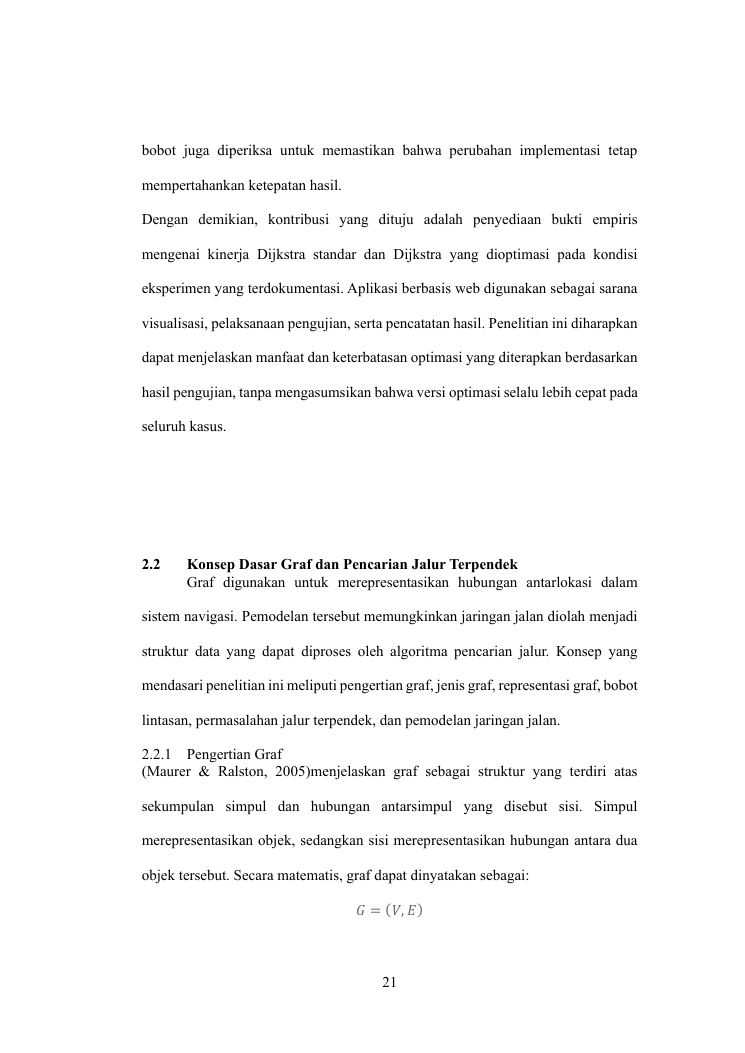 bobot juga diperiksa untuk memastikan bahwa perubahan implementasi tetap
mempertahankan ketepatan hasil.
Dengan demikian, kontribusi yang dituju adalah penyediaan bukti empiris
mengenai kinerja Dijkstra standar dan Dijkstra yang dioptimasi pada kondisi
eksperimen yang terdokumentasi. Aplikasi berbasis web digunakan sebagai sarana
visualisasi, pelaksanaan pengujian, serta pencatatan hasil. Penelitian ini diharapkan
dapat menjelaskan manfaat dan keterbatasan optimasi yang diterapkan berdasarkan
hasil pengujian, tanpa mengasumsikan bahwa versi optimasi selalu lebih cepat pada
seluruh kasus.
2.2 Konsep Dasar Graf dan Pencarian Jalur Terpendek
Graf digunakan untuk merepresentasikan hubungan antarlokasi dalam
sistem navigasi. Pemodelan tersebut memungkinkan jaringan jalan diolah menjadi
struktur data yang dapat diproses oleh algoritma pencarian jalur. Konsep yang
mendasari penelitian ini meliputi pengertian graf, jenis graf, representasi graf, bobot
lintasan, permasalahan jalur terpendek, dan pemodelan jaringan jalan.
2.2.1 Pengertian Graf
(Maurer & Ralston, 2005)menjelaskan graf sebagai struktur yang terdiri atas
sekumpulan simpul dan hubungan antarsimpul yang disebut sisi. Simpul
merepresentasikan objek, sedangkan sisi merepresentasikan hubungan antara dua
objek tersebut. Secara matematis, graf dapat dinyatakan sebagai:
𝐺 = (𝑉, 𝐸)
21